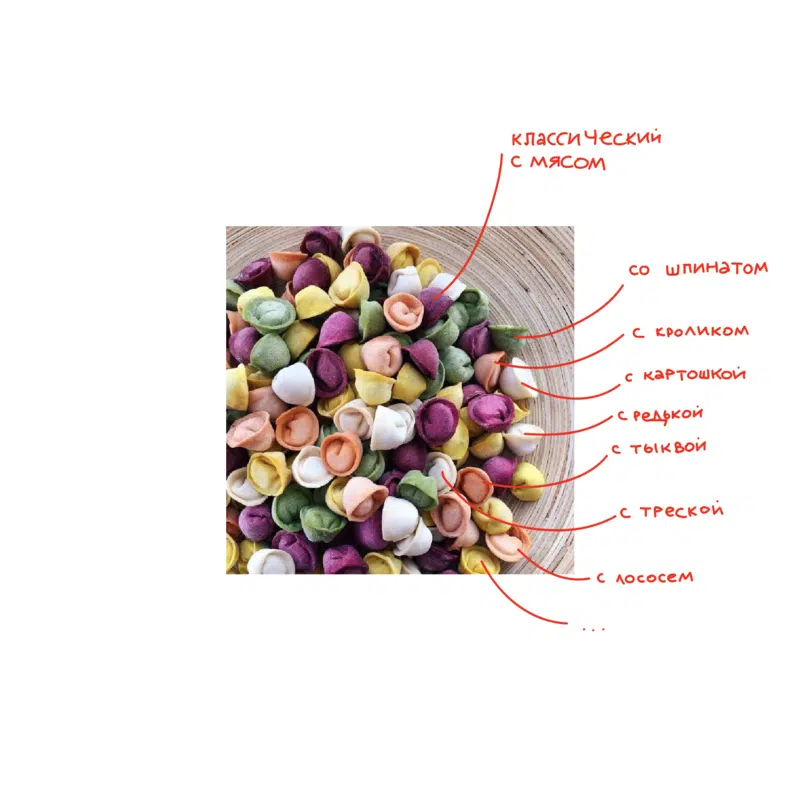 классический
с мясом
со шпинатом
с кроликом
с картошкой
с редькой
с тыквой
с треской
с лососем
...